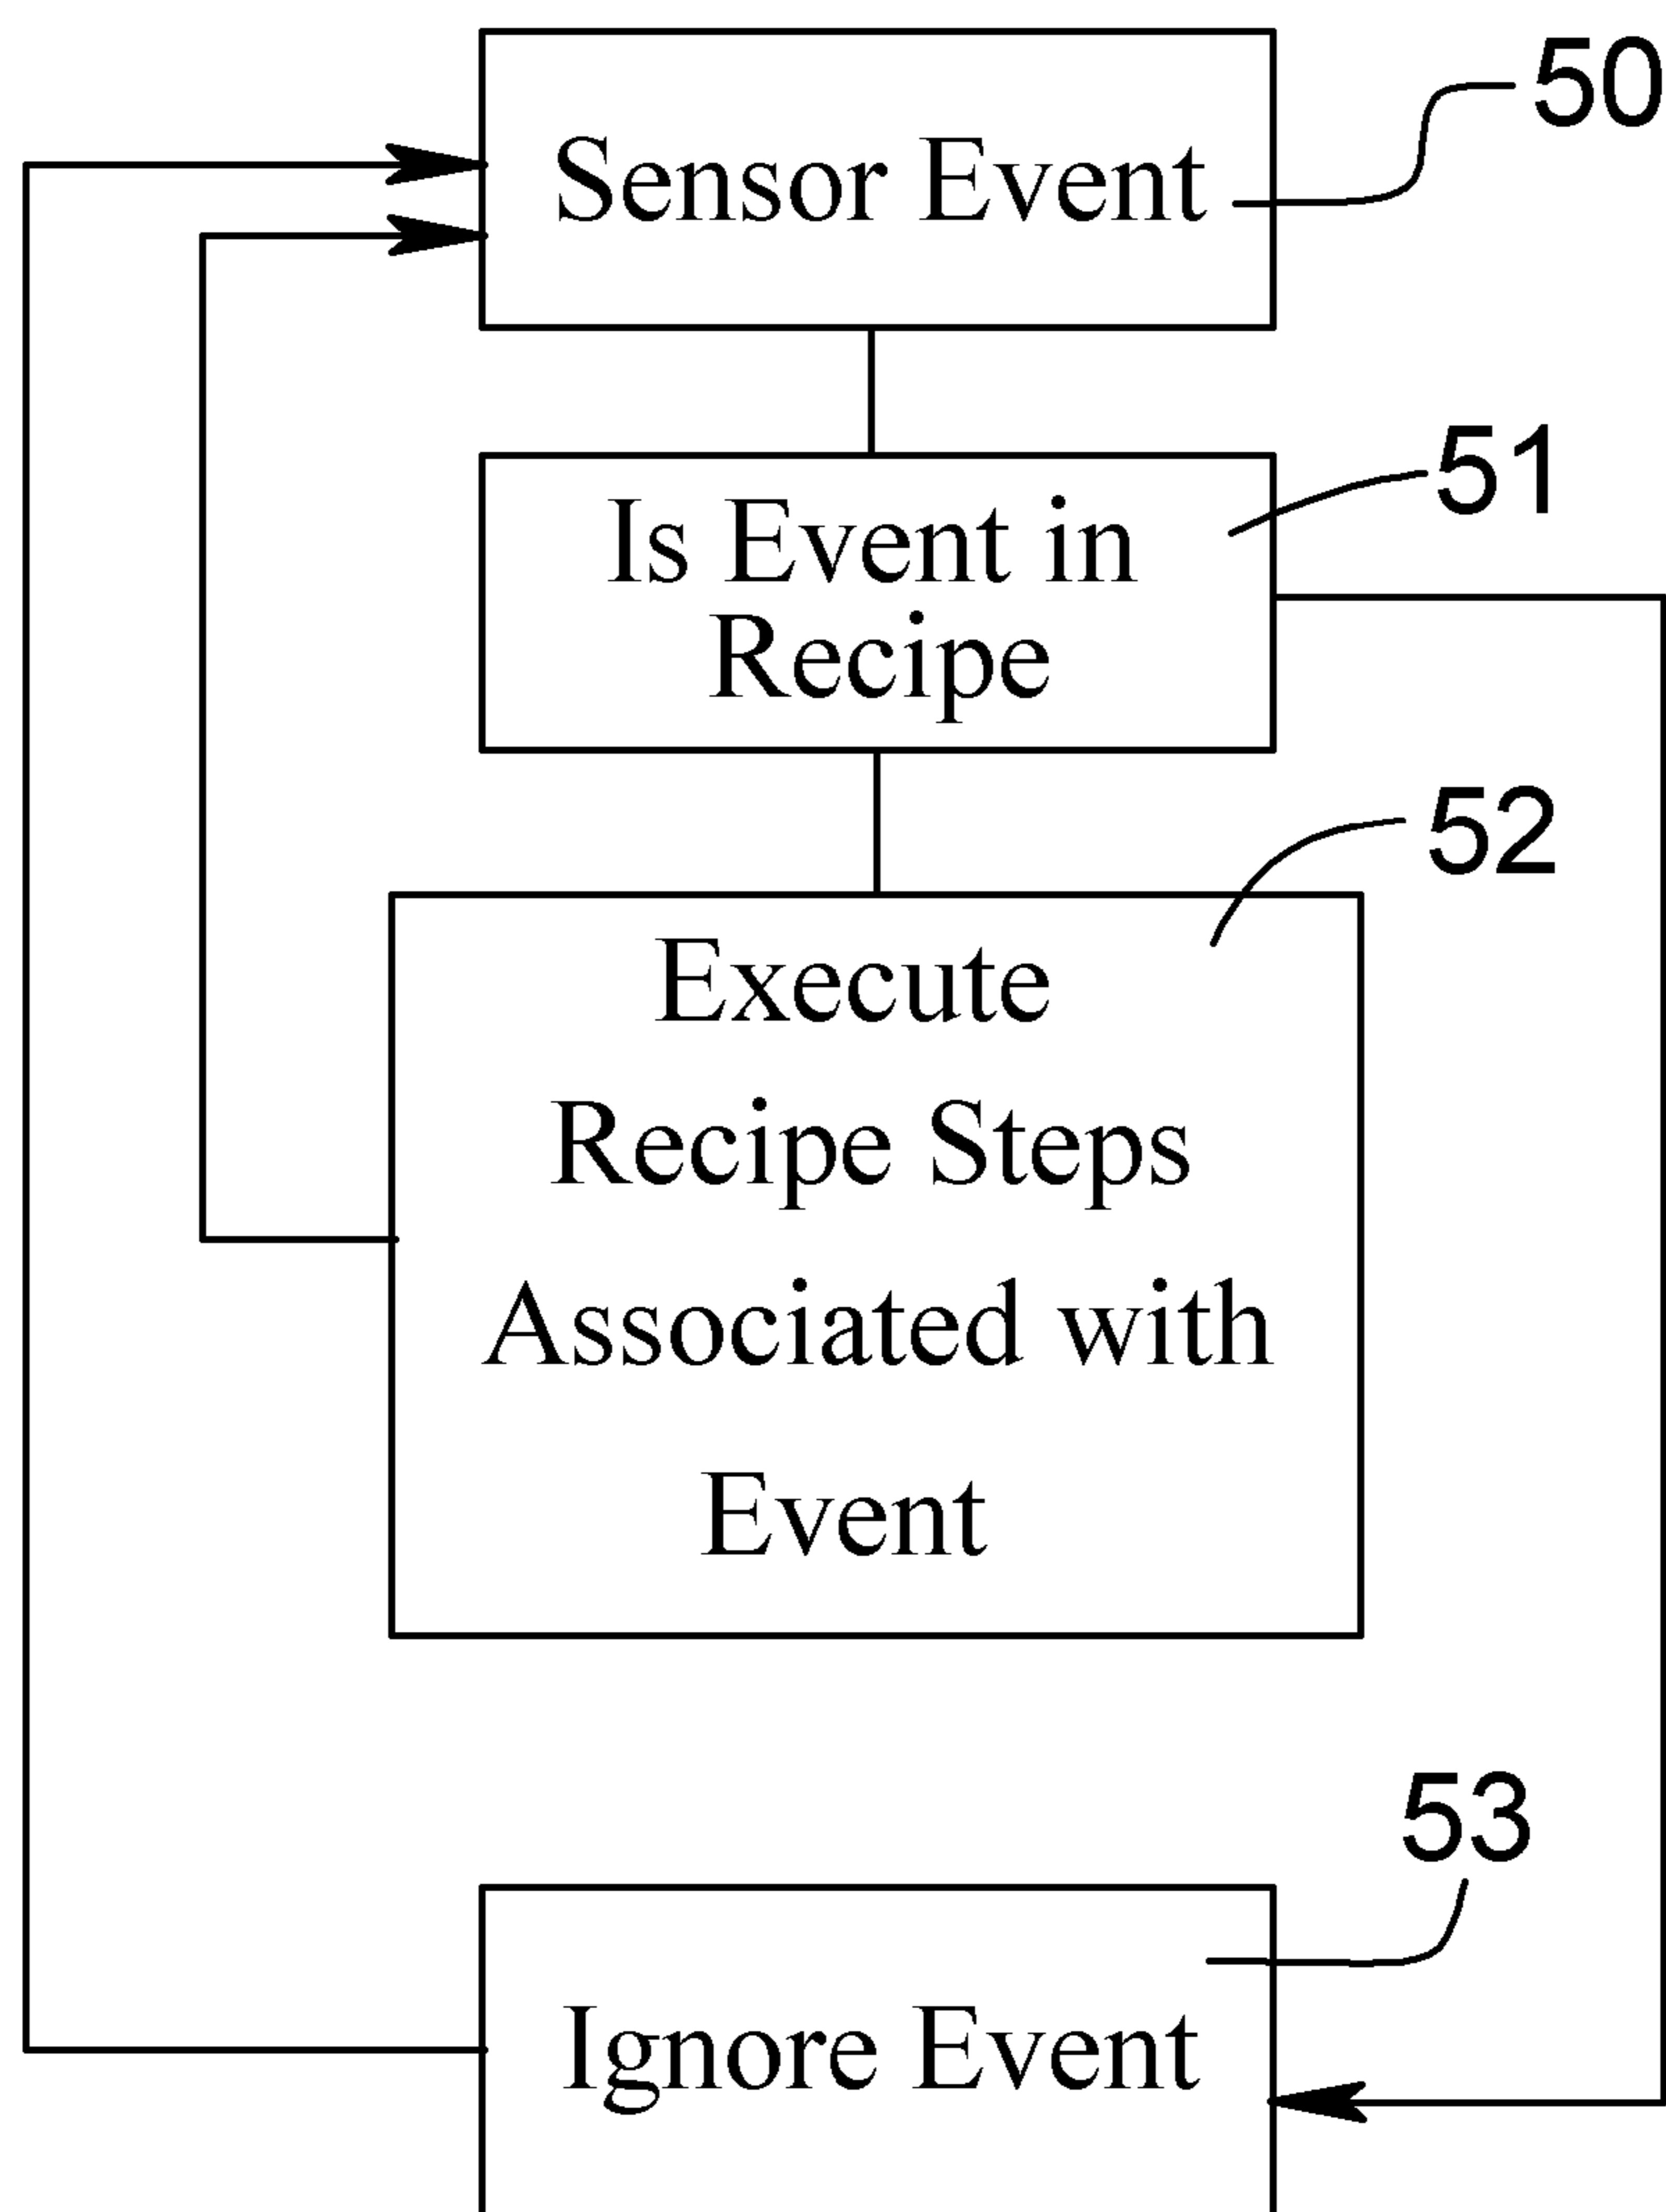 Sensor Event
50
Is Event in
Recipe
51
Execute
Recipe Steps
Associated with
Event
52
Ignore Event
53